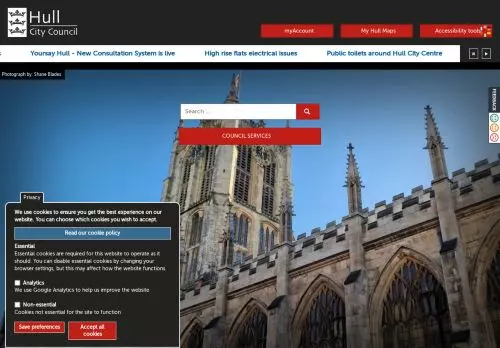 Hull
City Council
myAccount
My Hull Maps
Accessibility tools
s
Yoursay Hull - New Consultation System is live
High rise flats electrical issues
Public toilets around Hull City Centre
Photograph by: Shane Blades
FEEDBACK
Search ...
COUNCIL SERVICES
Privacy
We use cookies to ensure you get the best experience on our
website. You can choose which cookies you wish to accept.
Read our cookie policy
Essential
Essential cookies are required for this website to operate as it
should. You can disable essential cookies by changing your
browser settings, but this may affect how the website functions
Analytics
We use Google Analytics to help us improve the website
Non-essential
Cookies not essential for the site to function
Save preferences
Accept all
cookies